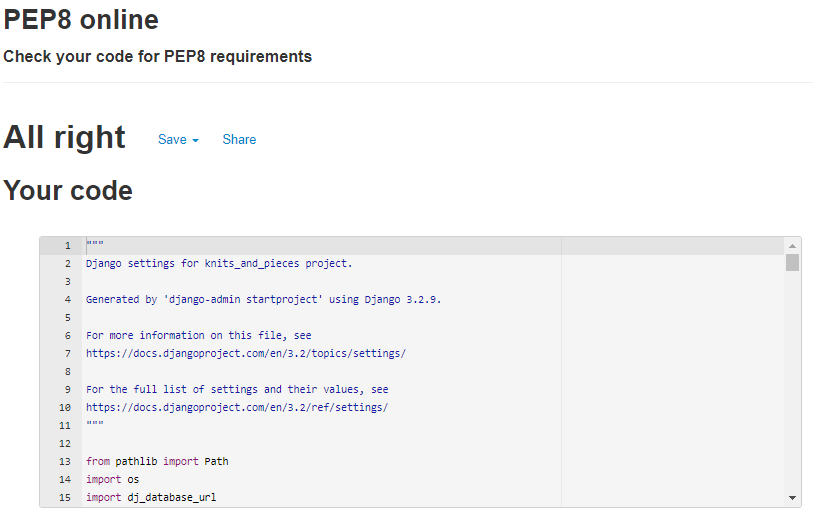 PEP8 online
Check your code for PEP8 requirements
All right Save Share
Your code
1 """
2 Django settings for knits_and_pieces project.
3
4 Generated by 'django-admin startproject' using Django 3.2.9.
5
6 For more information on this file, see
7 https://docs.djangoproject.com/en/3.2/topics/settings/
8
9 For the full list of settings and their values, see
10 https://docs.djangoproject.com/en/3.2/ref/settings/
11 """
12
13 from pathlib import Path
14 import os
15 import dj_database_url